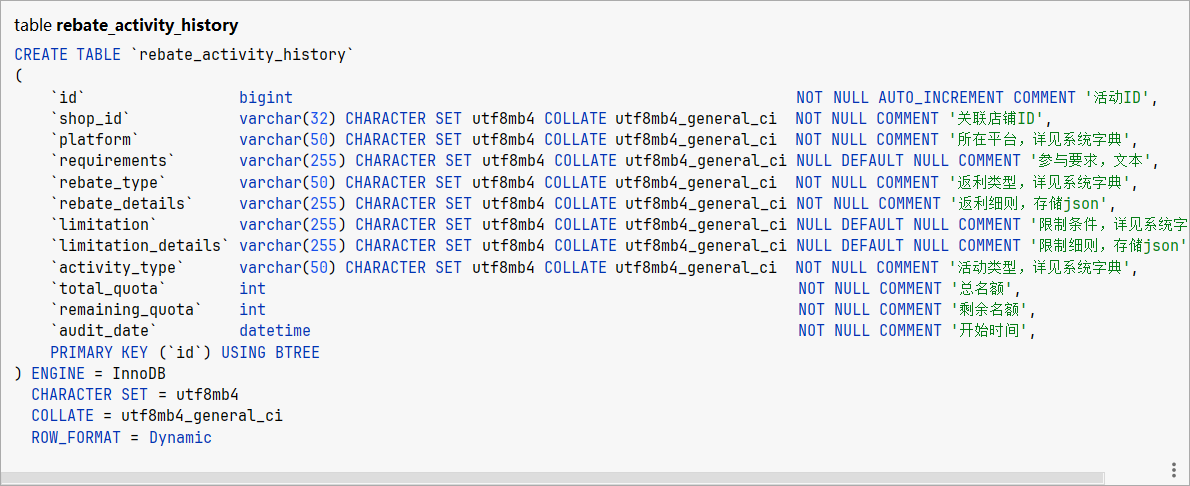 table rebate_activity_history
CREATE TABLE `rebate_activity_history`
(
`id` bigint NOT NULL AUTO_INCREMENT COMMENT '活动ID',
`shop_id` varchar(32) CHARACTER SET utf8mb4 COLLATE utf8mb4_general_ci NOT NULL COMMENT '关联店铺ID',
`platform` varchar(50) CHARACTER SET utf8mb4 COLLATE utf8mb4_general_ci NOT NULL COMMENT '所在平台，详见系统字典',
`requirements` varchar(255) CHARACTER SET utf8mb4 COLLATE utf8mb4_general_ci NULL DEFAULT NULL COMMENT '参与要求，文本',
`rebate_type` varchar(50) CHARACTER SET utf8mb4 COLLATE utf8mb4_general_ci NOT NULL COMMENT '返利类型，详见系统字典',
`rebate_details` varchar(255) CHARACTER SET utf8mb4 COLLATE utf8mb4_general_ci NOT NULL COMMENT '返利细则，存储json',
`limitation` varchar(255) CHARACTER SET utf8mb4 COLLATE utf8mb4_general_ci NULL DEFAULT NULL COMMENT '限制条件，详见系统字
`limitation_details` varchar(255) CHARACTER SET utf8mb4 COLLATE utf8mb4_general_ci NULL DEFAULT NULL COMMENT '限制细则，存储json'
`activity_type` varchar(50) CHARACTER SET utf8mb4 COLLATE utf8mb4_general_ci NOT NULL COMMENT '活动类型，详见系统字典',
`total_quota` int NOT NULL COMMENT '总名额',
`remaining_quota` int NOT NULL COMMENT '剩余名额',
`audit_date` datetime NOT NULL COMMENT '开始时间',
PRIMARY KEY (`id`) USING BTREE
) ENGINE = InnoDB
CHARACTER SET = utf8mb4
COLLATE = utf8mb4_general_ci
ROW_FORMAT = Dynamic